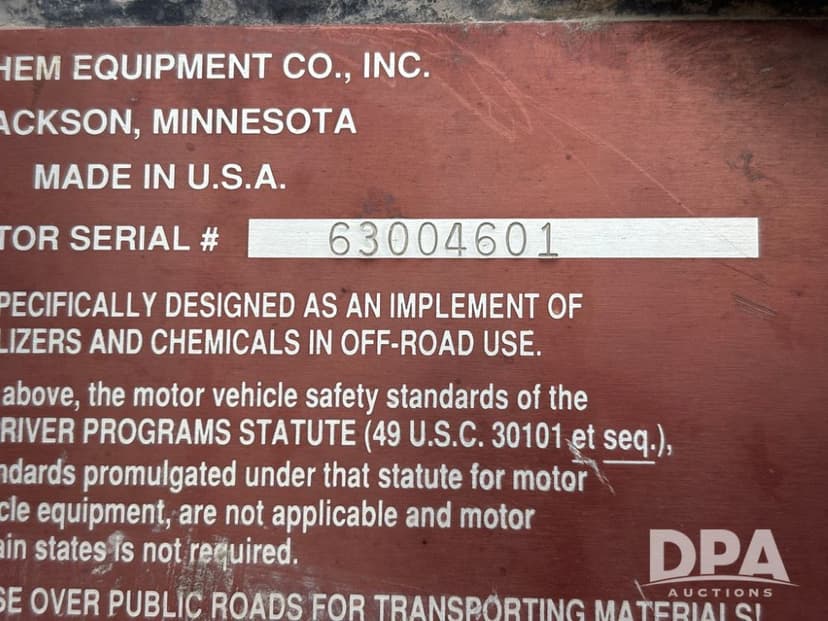 HEM EQUIPMENT CO., INC.
ACKSON, MINNESOTA
MADE IN U.S.A.
TOR SERIAL # 63004601
PECIFICALLY DESIGNED AS AN IMPLEMENT OF
LIZERS AND CHEMICALS IN OFF-ROAD USE.
above, the motor vehicle safety standards of the
RIVER PROGRAMS STATUTE (49 U.S.C. 30101 et seq.),
ndards promulgated under that statute for motor
cle equipment, are not applicable and motor
ain states is not required.
SE OVER PUBLIC ROADS FOR TRANSPORTING MATERIALS!
DPA
AUCTIONS